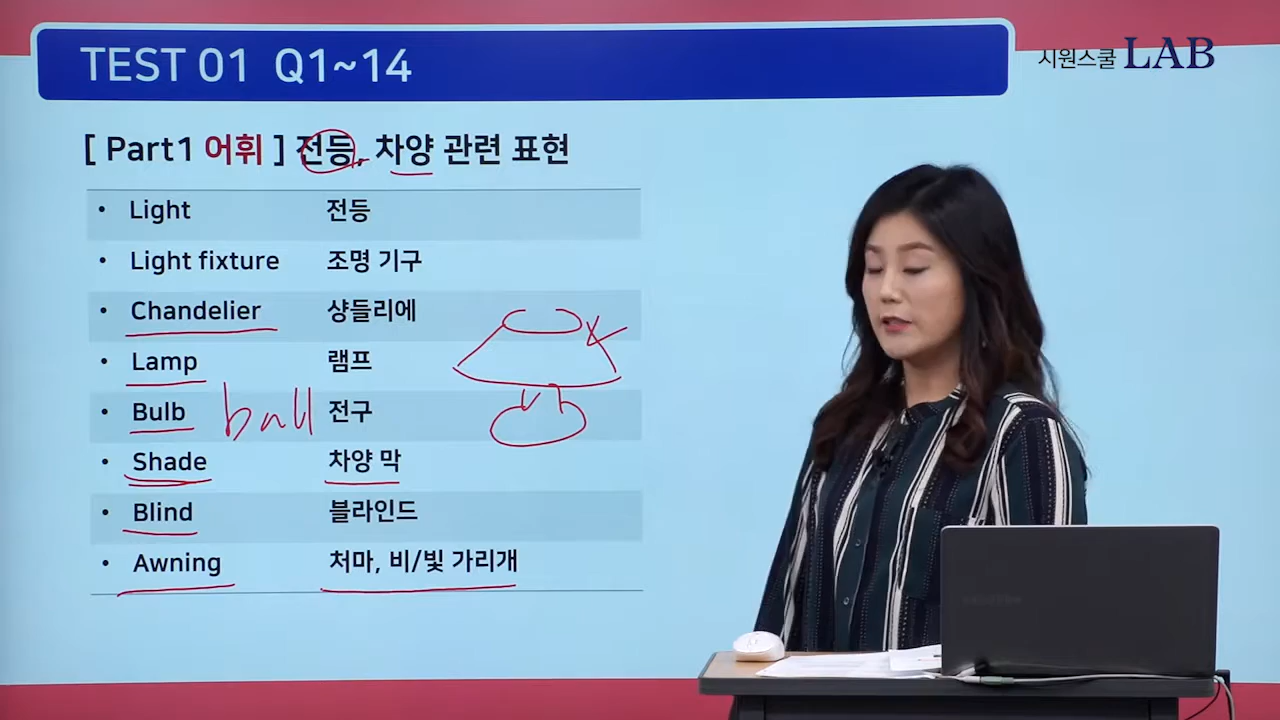 TEST 01 Q1~14
시원스쿨 LAB
[ Part1 어휘 ] 전등, 차양 관련 표현
• Light 전등
• Light fixture 조명 기구
• Chandelier 샹들리에
• Lamp 램프
• Bulb ball 전구
• Shade 차양 막
• Blind 블라인드
• Awning 처마, 비/빛 가리개